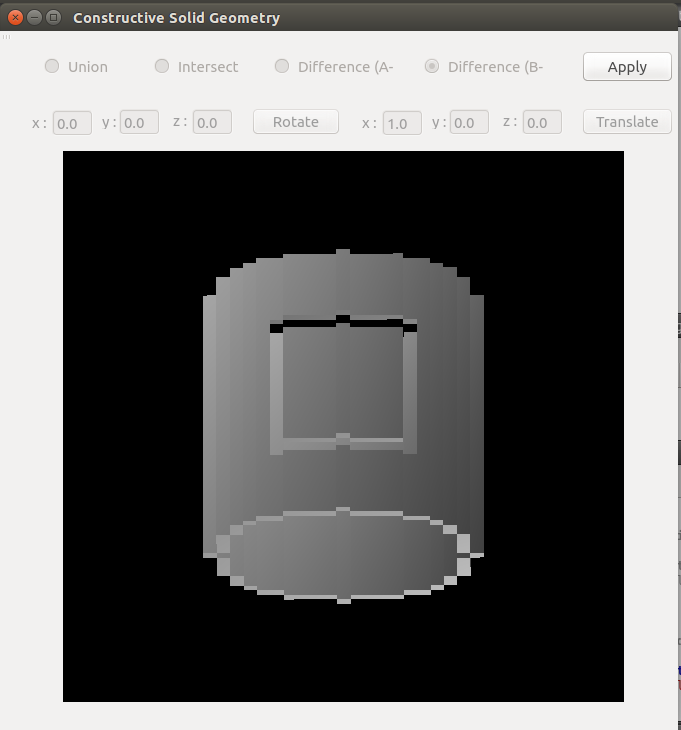 Constructive Solid Geometry
Union Intersect Difference (A- Difference (B- Apply
x : 0.0 y : 0.0 z : 0.0 Rotate x : 1.0 y : 0.0 z : 0.0 Translate